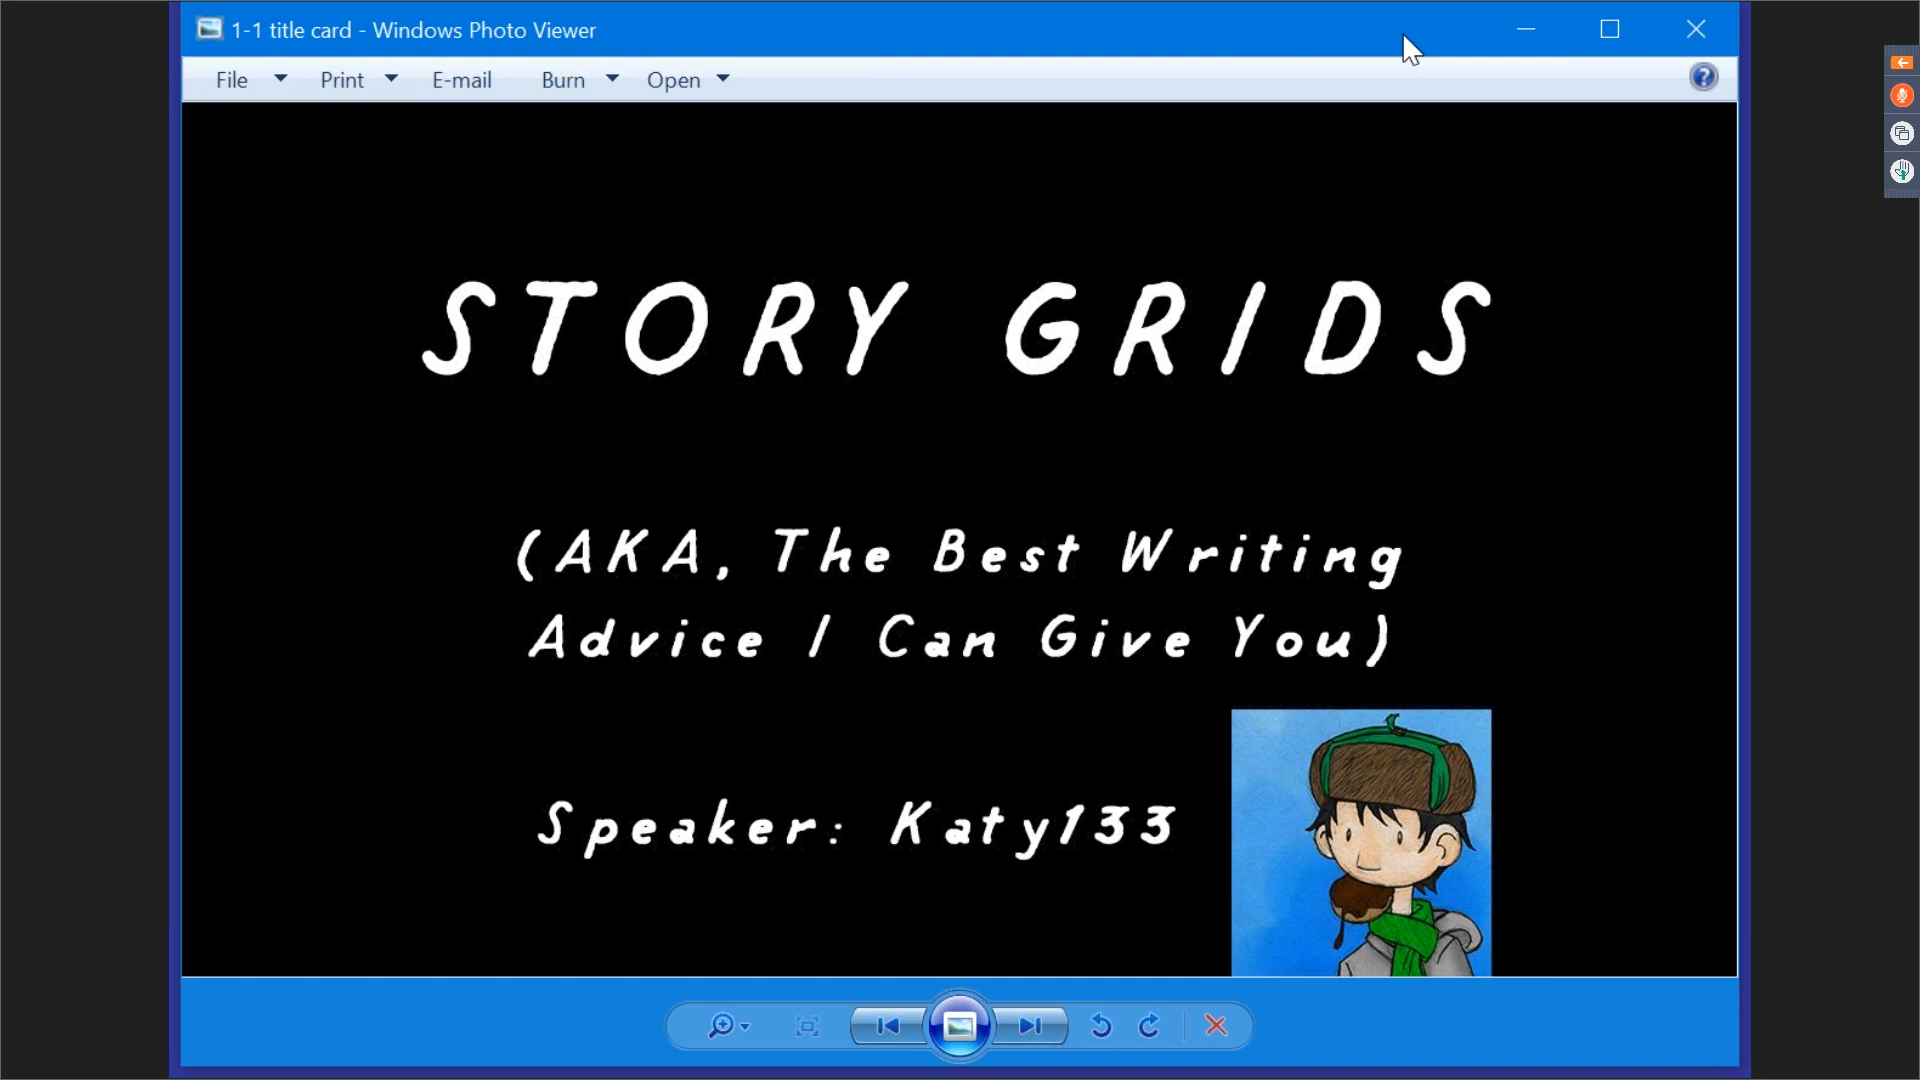 1-1 title card - Windows Photo Viewer
File Print E-mail Burn Open
STORY GRIDS
(AKA, The Best Writing
Advice I Can Give You)
Speaker: Katy133